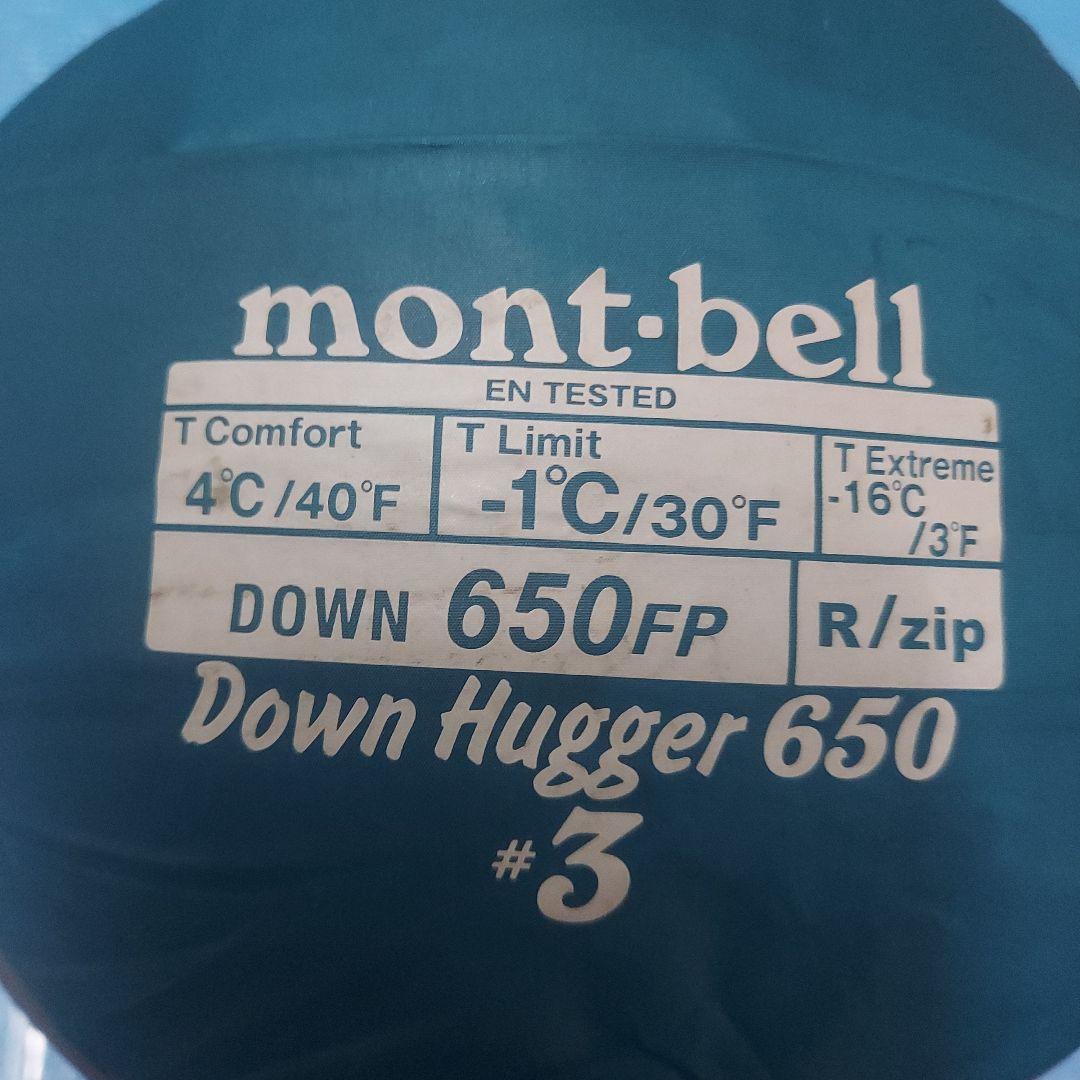 mont·bell
EN TESTED
T Comfort
4℃/40°F
T Limit
-1℃/30°F
T Extreme
-16℃
/3°F
DOWN 650FP
R/zip
Down Hugger 650
#3